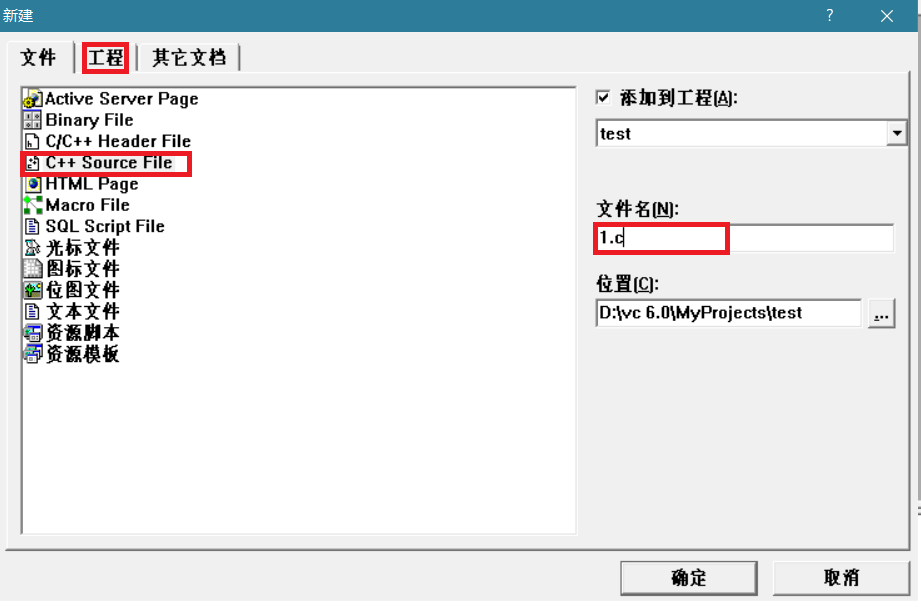 新建
文件 工程 其它文档
Active Server Page
Binary File
C/C++ Header File
C++ Source File
HTML Page
Macro File
SQL Script File
光标文件
图标文件
位图文件
文本文件
资源脚本
资源模板
添加到工程(A):
test
文件名(N):
1.c
位置(C):
D:\vc 6.0\MyProjects\test
...
确定 取消